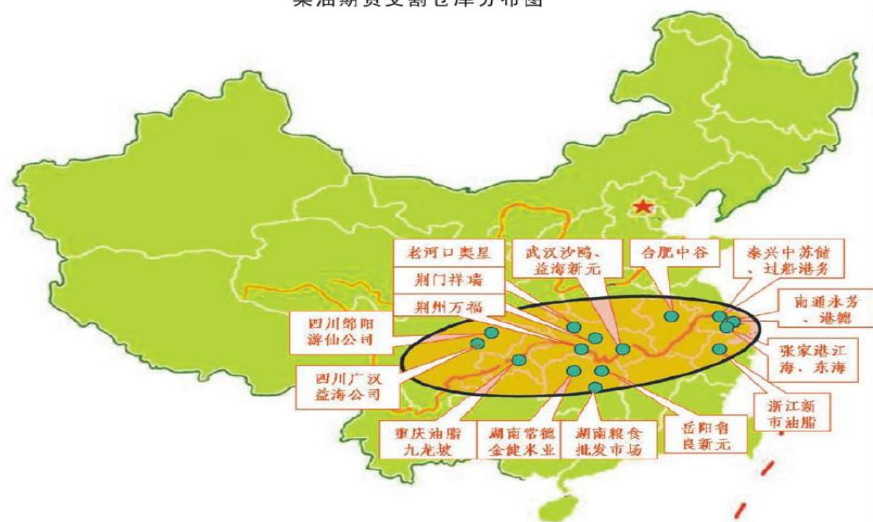 老河口奥星
武汉沙鸥、
益海新元
合肥中谷
泰兴中苏储
、过船港务
荆门祥瑞
荆州万福
南通永芳
、港德
四川绵阳
游仙公司
张家港江
海、东海
四川广汉
益海公司
浙江新
市油脂
重庆油脂
九龙坡
湖南常德
金健米业
湖南粮食
批发市场
岳阳省
良新元